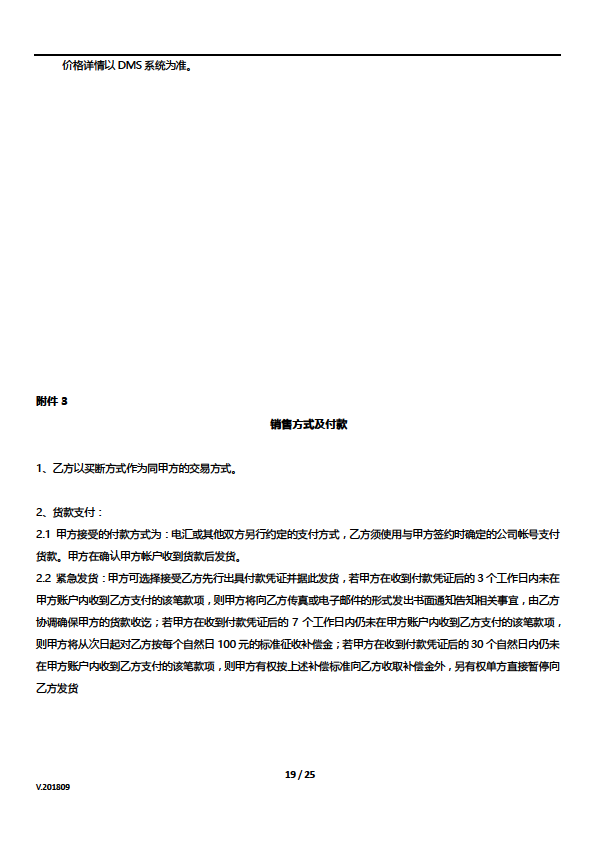 价格详情以 DMS 系统为准。
附件 3
销售方式及付款
1、乙方以买断方式作为同甲方的交易方式。
2、货款支付：
2.1 甲方接受的付款方式为：电汇或其他双方另行约定的支付方式，乙方须使用与甲方签约时确定的公司帐号支付
货款。甲方在确认甲方帐户收到货款后发货。
2.2 紧急发货：甲方可选择接受乙方先行出具付款凭证并据此发货，若甲方在收到付款凭证后的 3 个工作日内未在
甲方账户内收到乙方支付的该笔款项，则甲方将向乙方传真或电子邮件的形式发出书面通知告知相关事宜，由乙方
协调确保甲方的货款收讫；若甲方在收到付款凭证后的 7 个工作日内仍未在甲方账户内收到乙方支付的该笔款项，
则甲方将从次日起对乙方按每个自然日 100 元的标准征收补偿金；若甲方在收到付款凭证后的 30 个自然日内仍未
在甲方账户内收到乙方支付的该笔款项，则甲方有权按上述补偿标准向乙方收取补偿金外，另有权单方直接暂停向
乙方发货
19 / 25
V.201809